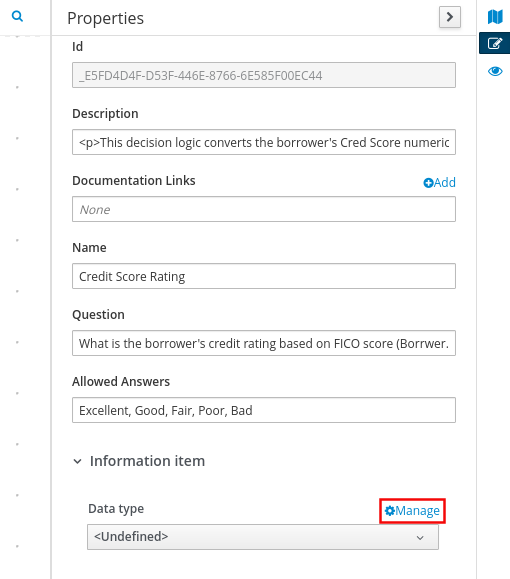 Properties
Id
_E5FD4D4F-D53F-446E-8766-6E585F00EC44
Description
<p>This decision logic converts the borrower's Cred Score numeric
Documentation Links
Add
None
Name
Credit Score Rating
Question
What is the borrower's credit rating based on FICO score (Borrwer.
Allowed Answers
Excellent, Good, Fair, Poor, Bad
Information item
Data type
Manage
<Undefined>